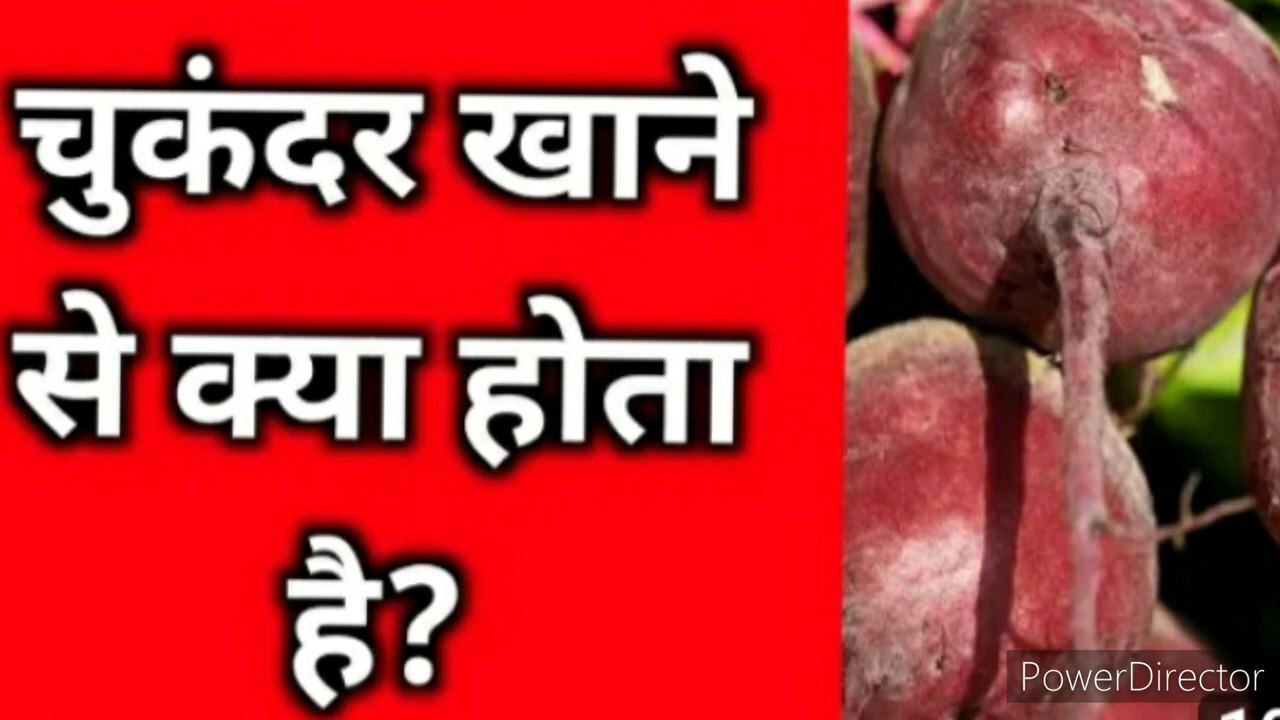 चुकंदर खाने
से क्या होता
है?
PowerDirector